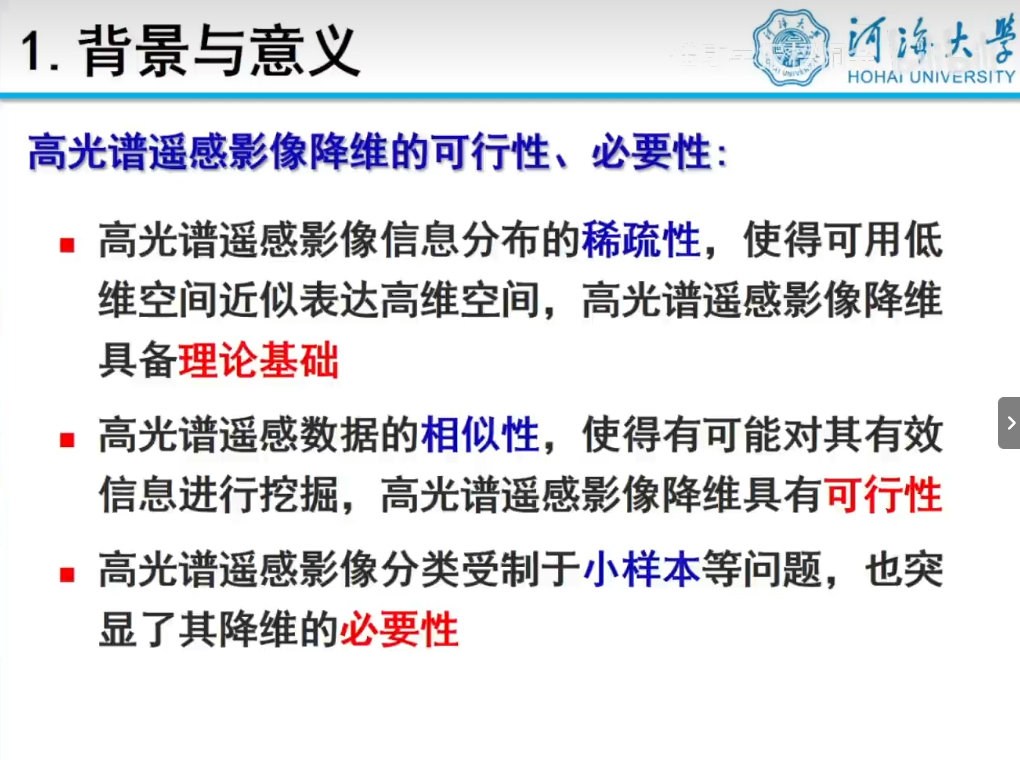 1. 背景与意义
河海大学
HOHAI UNIVERSITY
高光谱遥感影像降维的可行性、必要性:
高光谱遥感影像信息分布的稀疏性，使得可用低
维空间近似表达高维空间，高光谱遥感影像降维
具备理论基础
高光谱遥感数据的相似性，使得有可能对其有效
信息进行挖掘，高光谱遥感影像降维具有可行性
高光谱遥感影像分类受制于小样本等问题，也突
显了其降维的必要性